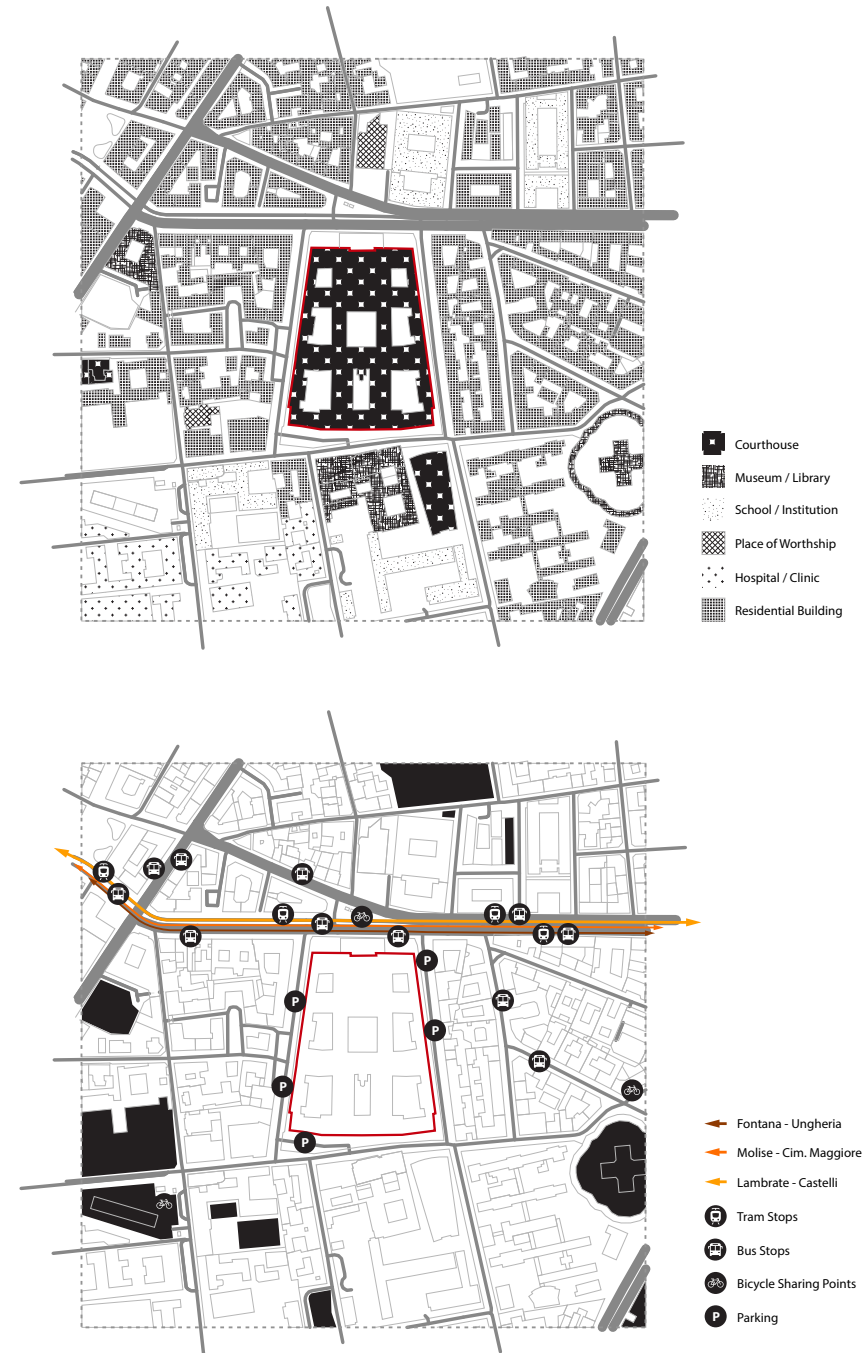 Courthouse
Museum / Library
School / Institution
Place of Worthship
Hospital / Clinic
Residential Building
P
P
P
P
P
Fontana - Ungheria
Molise - Cim. Maggiore
Lambrate - Castelli
Tram Stops
Bus Stops
Bicycle Sharing Points
P Parking